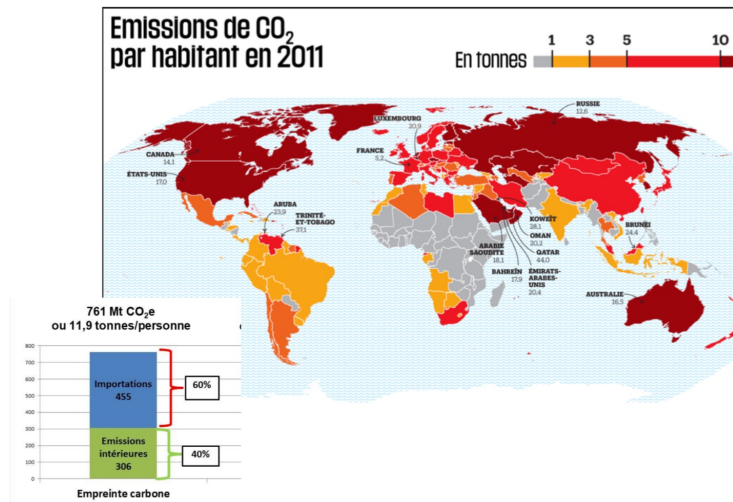 Emissions de CO2
par habitant en 2011
En tonnes
1 3 5 10
RUSSIE
12,6
LUXEMBOURG
20,9
FRANCE
5,2
CANADA
14,1
ÉTATS-UNIS
17,0
ARUBA
23,9
TRINITÉ-
ET-TOBAGO
37,1
KOWEÏT
28,1
OMAN
20,2
QATAR
44,0
ÉMIRATS-
ARABES-
UNIS
20,4
ARABIE
SAOUDITE
18,1
BAHREÏN
17,9
BRUNEI
24,4
AUSTRALIE
16,5
761 Mt CO2e
ou 11,9 tonnes/personne
800
700
600
500
400
300
200
100
0
Importations
455
60%
Emissions
intérieures
306
40%
Empreinte carbone